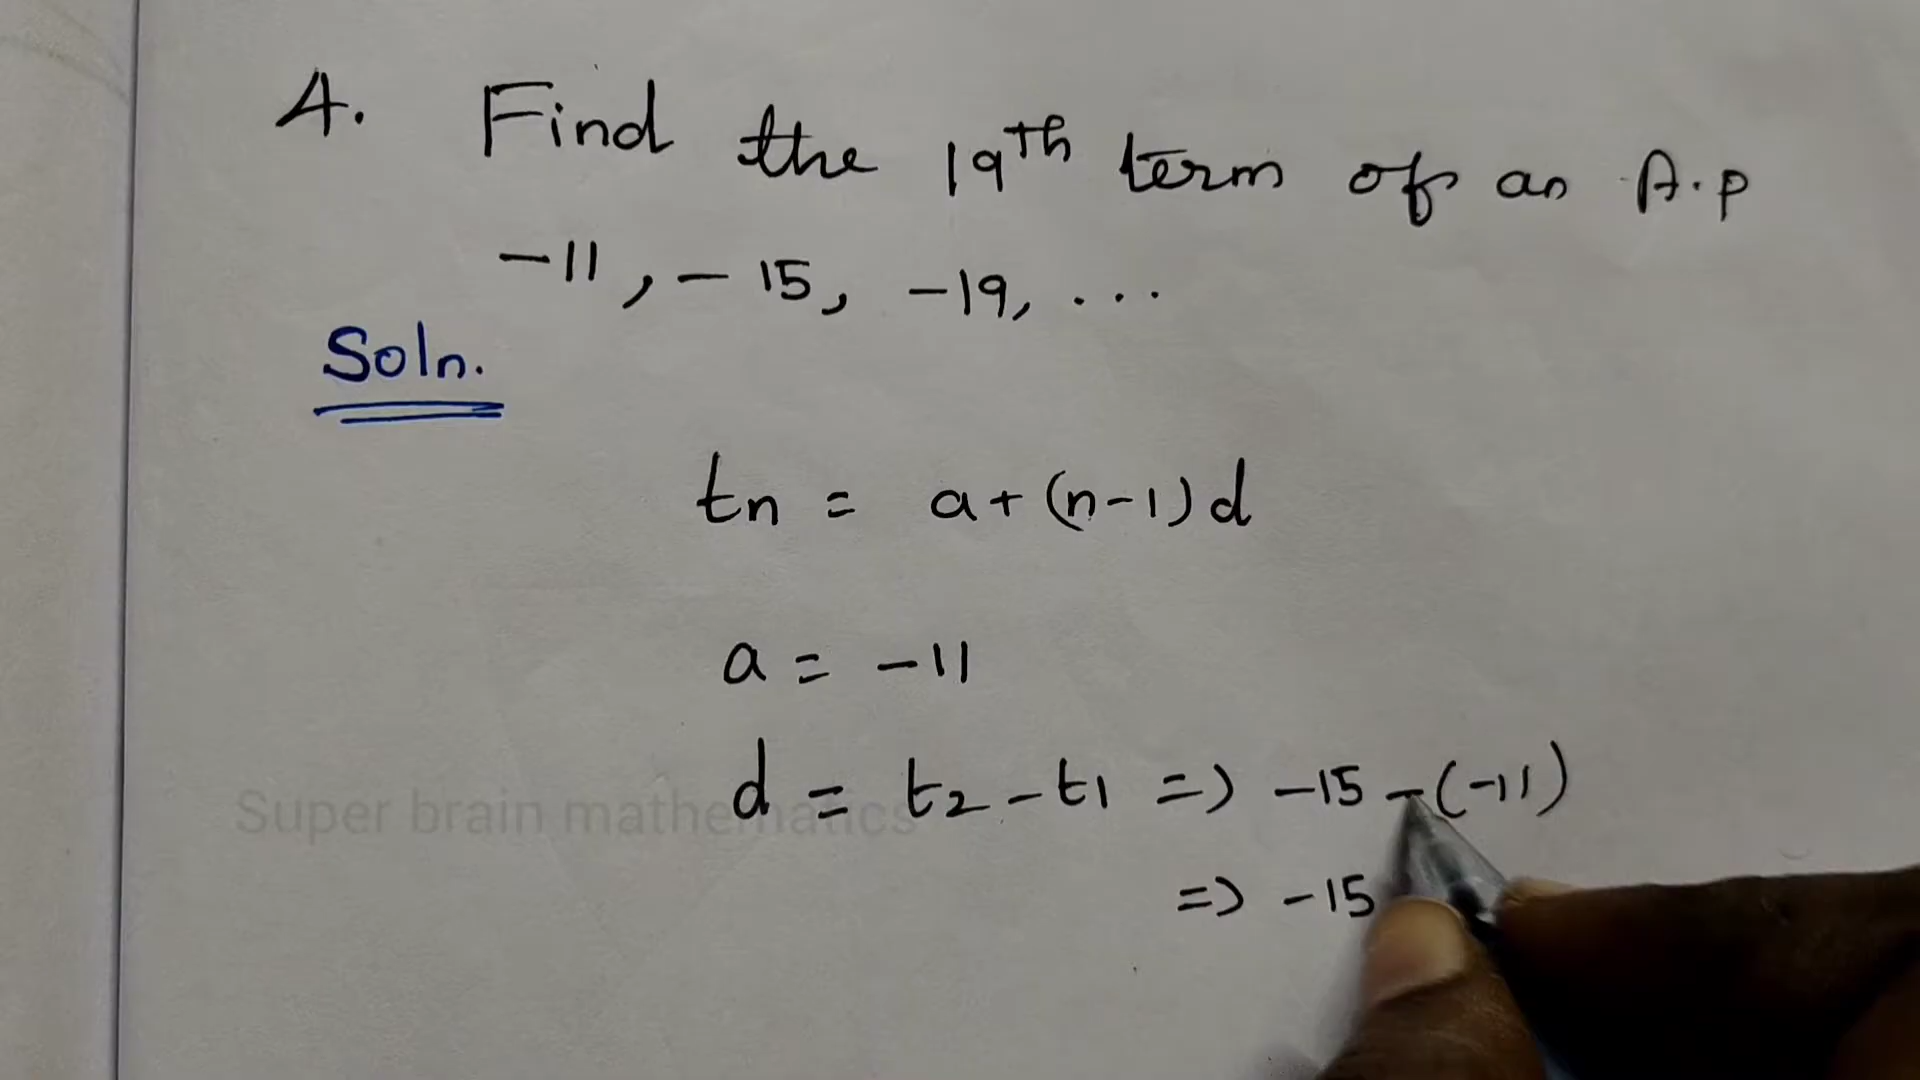 4. Find the 19th term of an A.p
-11, -15, -19, ...
Soln.
tn = a+(n-1)d
a = -11
d = t2-t1 => -15-(-11)
Super brain mathematics
=> -15